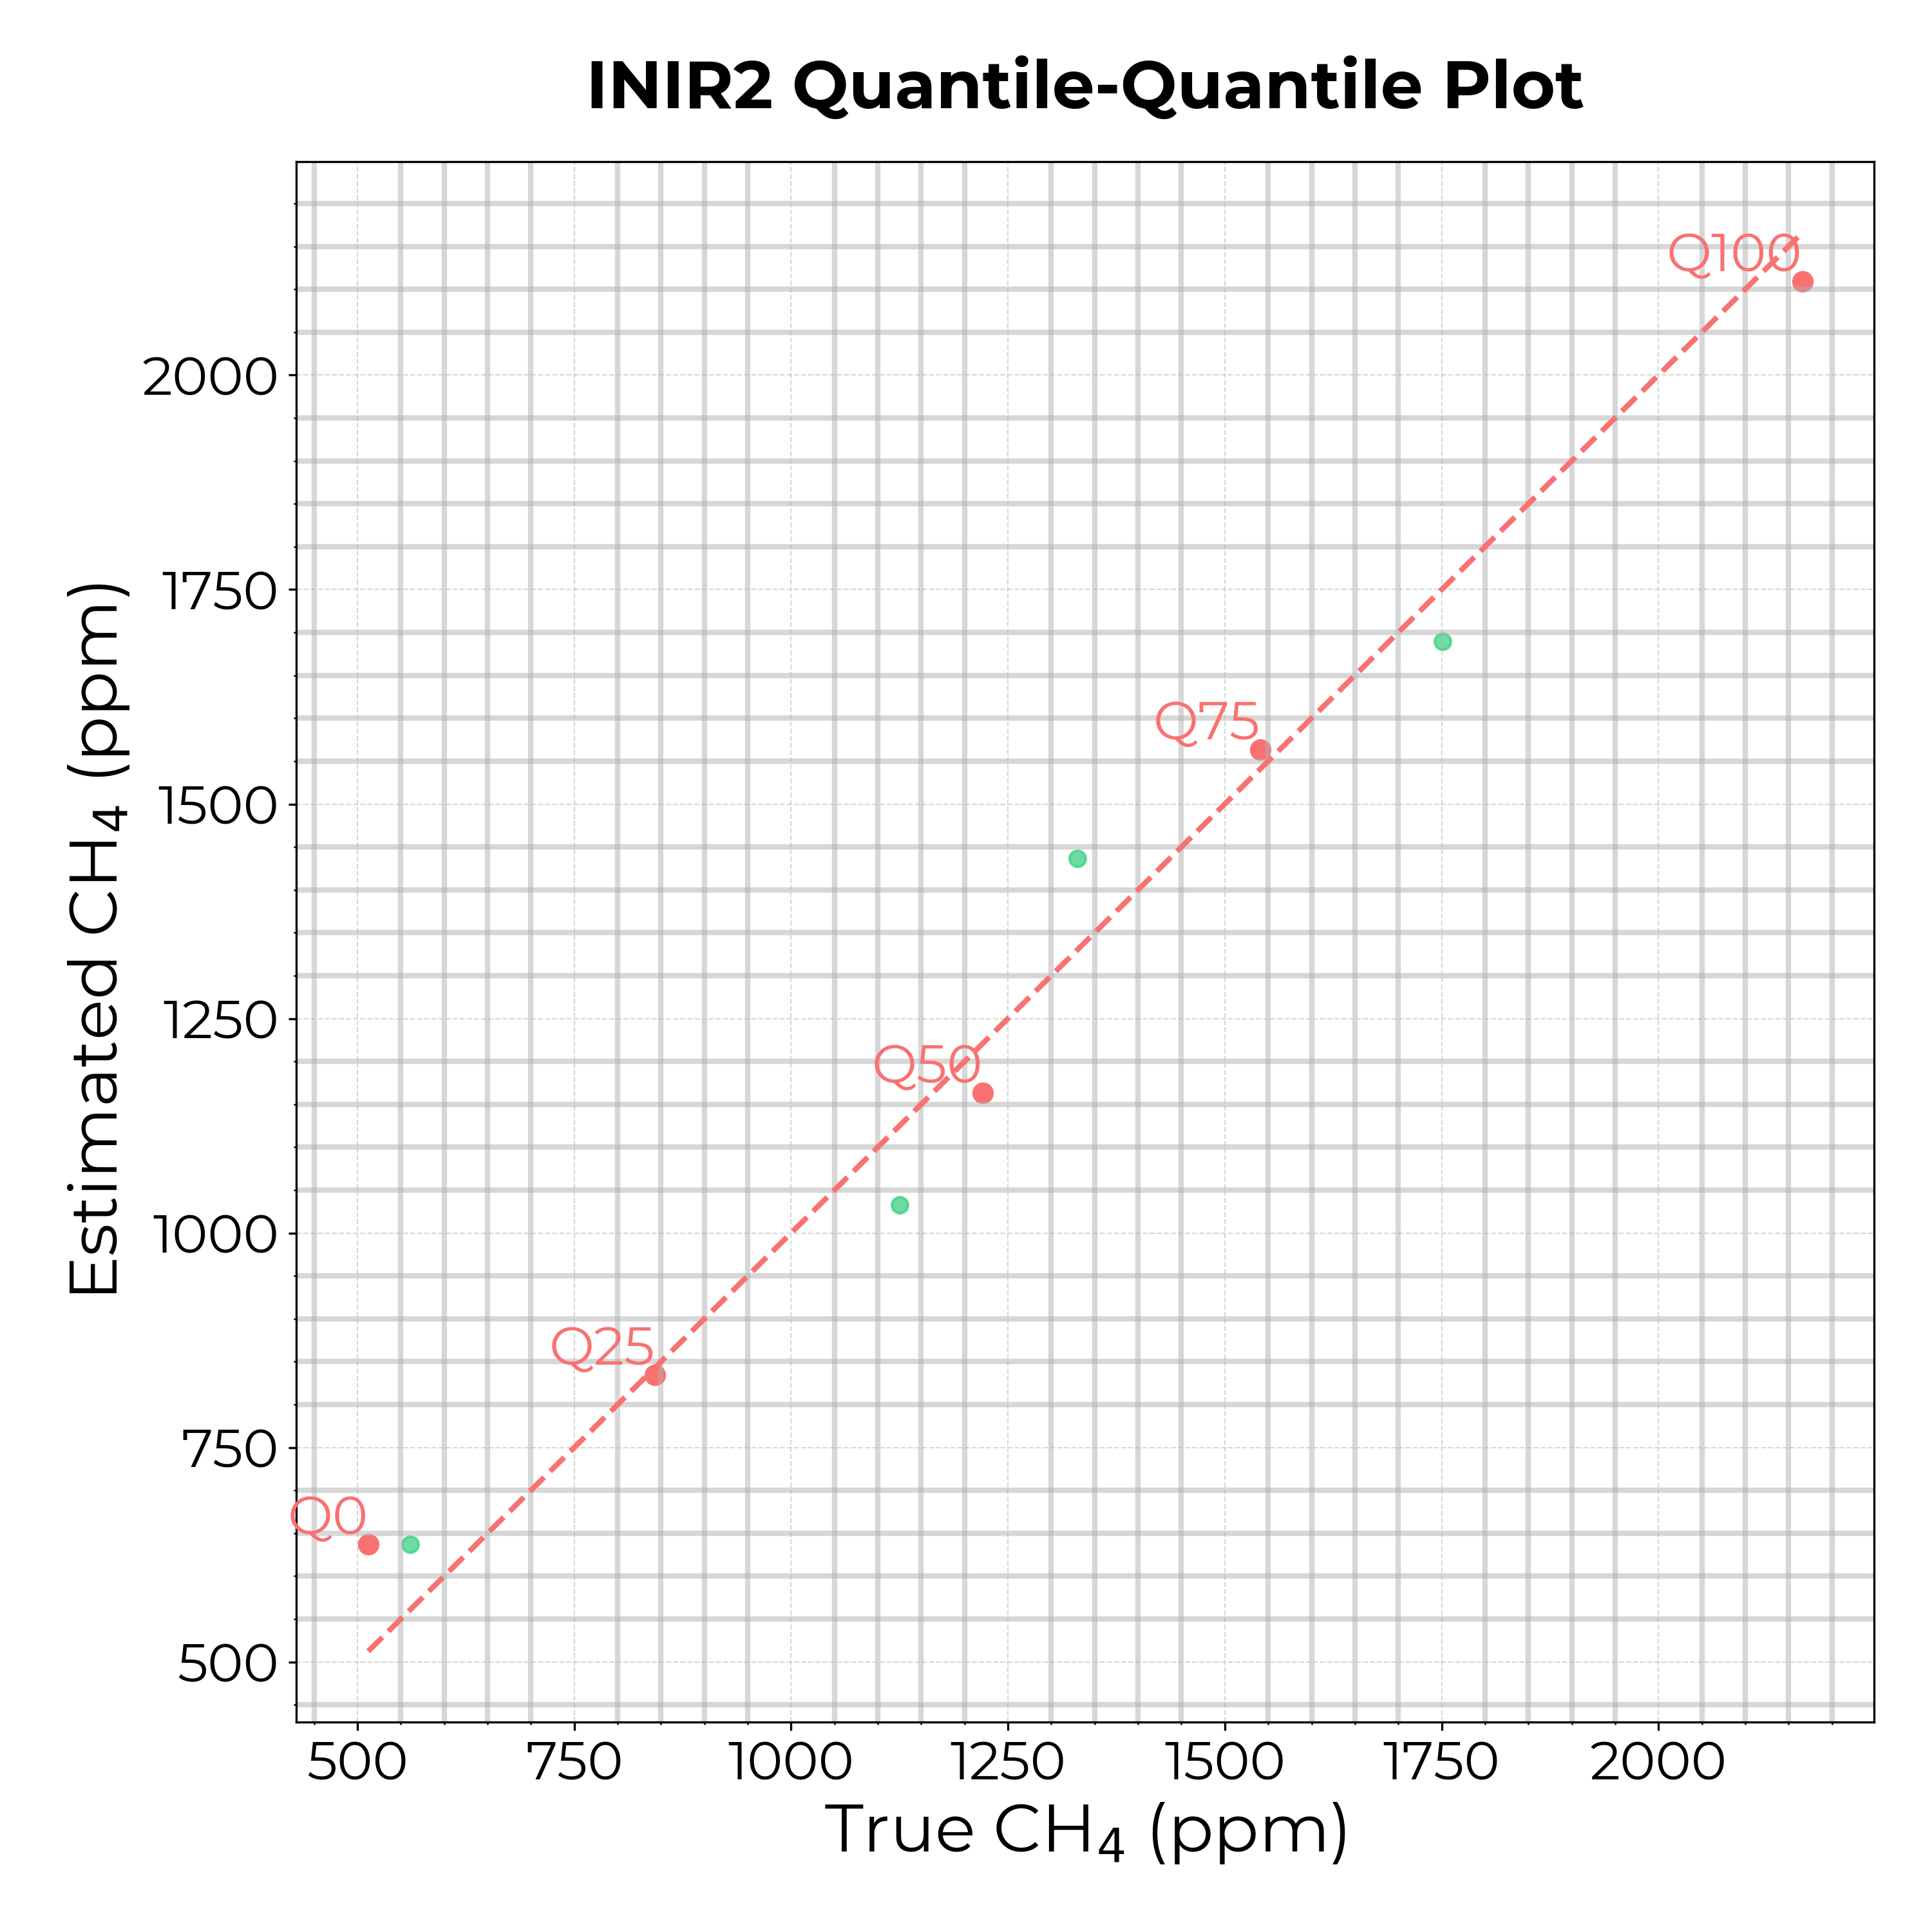 INIR2 Quantile-Quantile Plot
Estimated CH₄ (ppm)
2000
1750
1500
1250
1000
750
500
Q100
Q75
Q50
Q25
Q0
500 750 1000 1250 1500 1750 2000
True CH₄ (ppm)